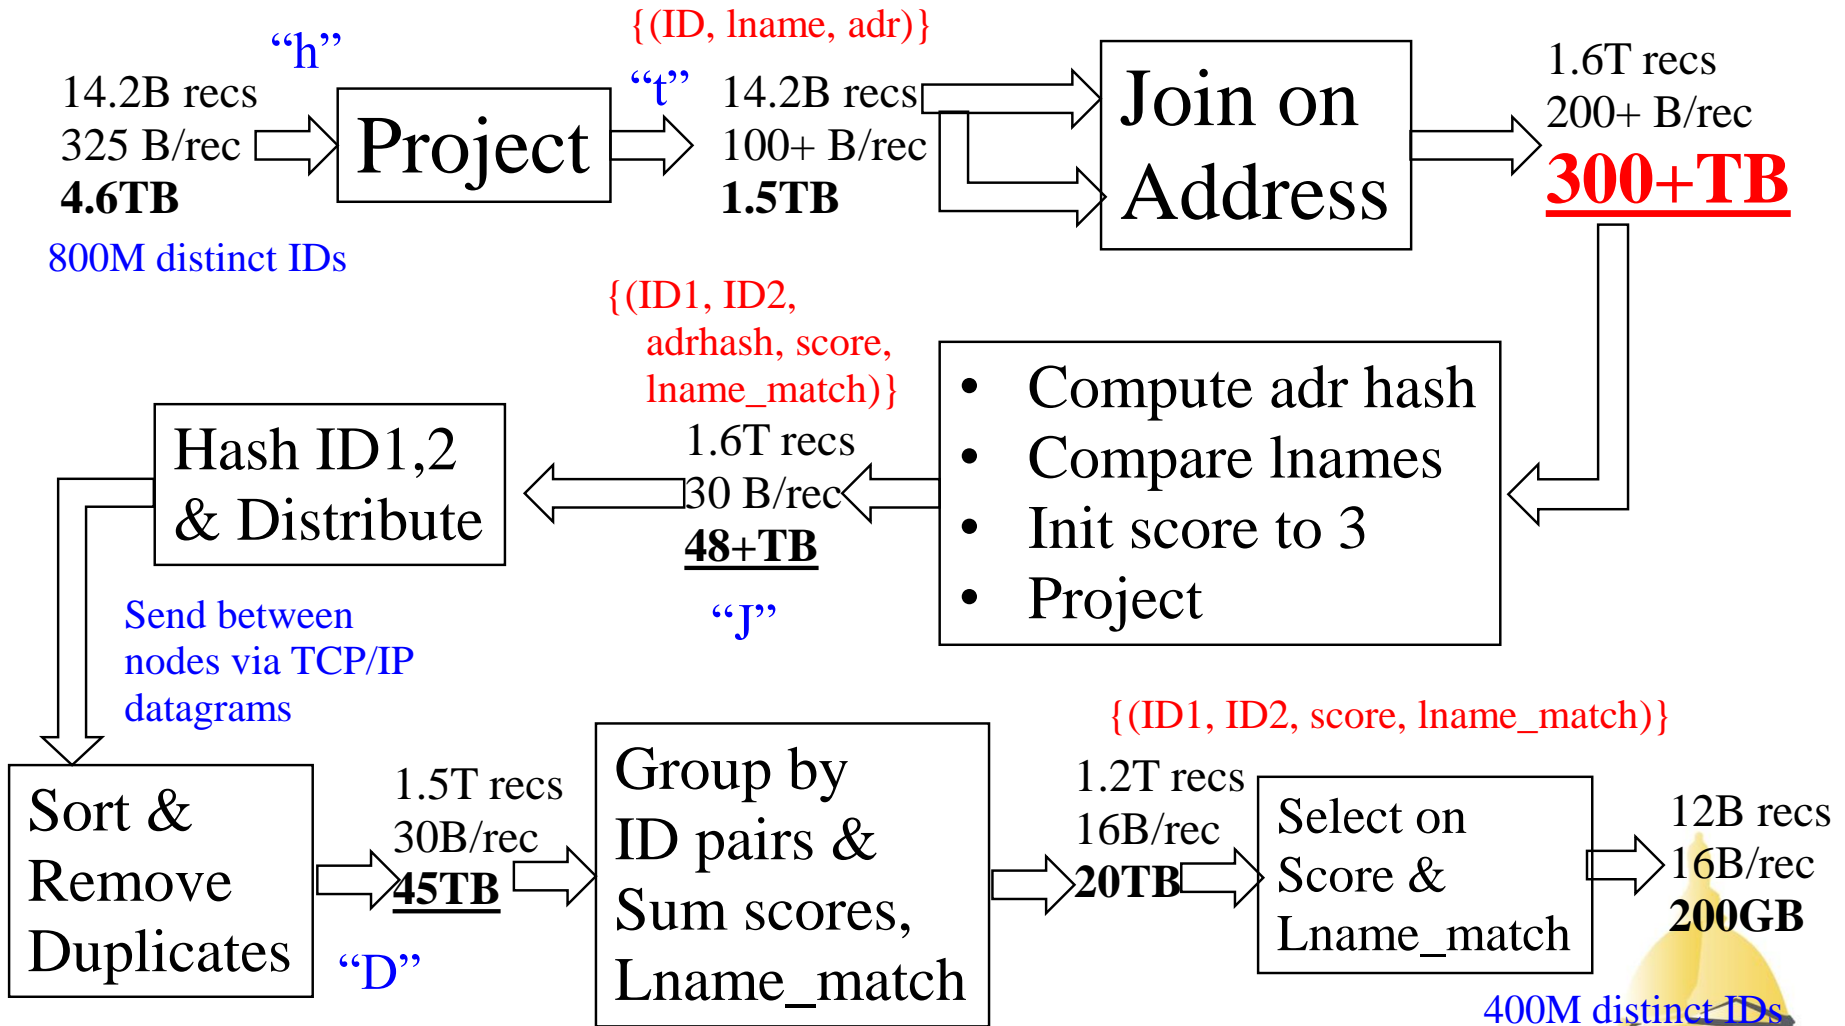 “h”
14.2B recs
325 B/rec
4.6TB
800M distinct IDs
Project
{(ID, lname, adr)}
“t”
14.2B recs
100+ B/rec
1.5TB
Join on
Address
1.6T recs
200+ B/rec
300+TB
• Compute adr hash
• Compare lnames
• Init score to 3
• Project
{(ID1, ID2,
adrhash, score,
lname_match)}
1.6T recs
30 B/rec
48+TB
“J”
Hash ID1,2
& Distribute
Send between
nodes via TCP/IP
datagrams
Sort &
Remove
Duplicates
1.5T recs
30B/rec
45TB
“D”
Group by
ID pairs &
Sum scores,
Lname_match
{(ID1, ID2, score, lname_match)}
1.2T recs
16B/rec
20TB
Select on
Score &
Lname_match
12B recs
16B/rec
200GB
400M distinct IDs